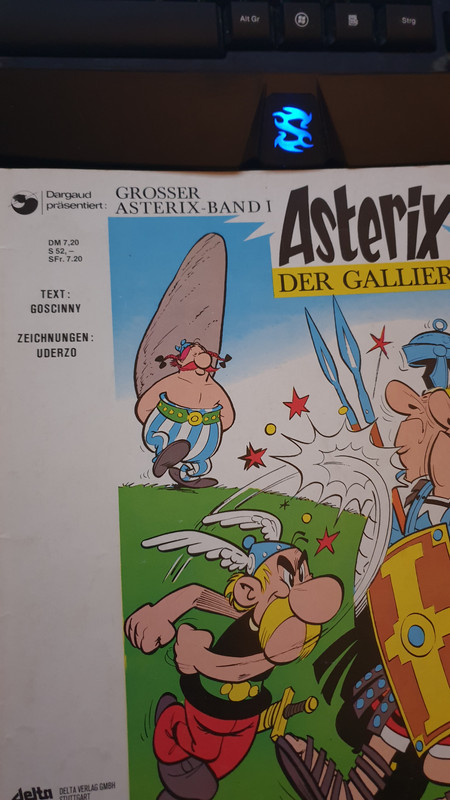 Alt Gr
Strg
Dargaud
präsentiert:
GROSSER
ASTERIX-BAND 1
Asterix
DER GALLIER
DM 7,20
S 52,–
SFr. 7.20
TEXT:
GOSCINNY
ZEICHNUNGEN:
UDERZO
delta
DELTA VERLAG GMBH
STUTTGART